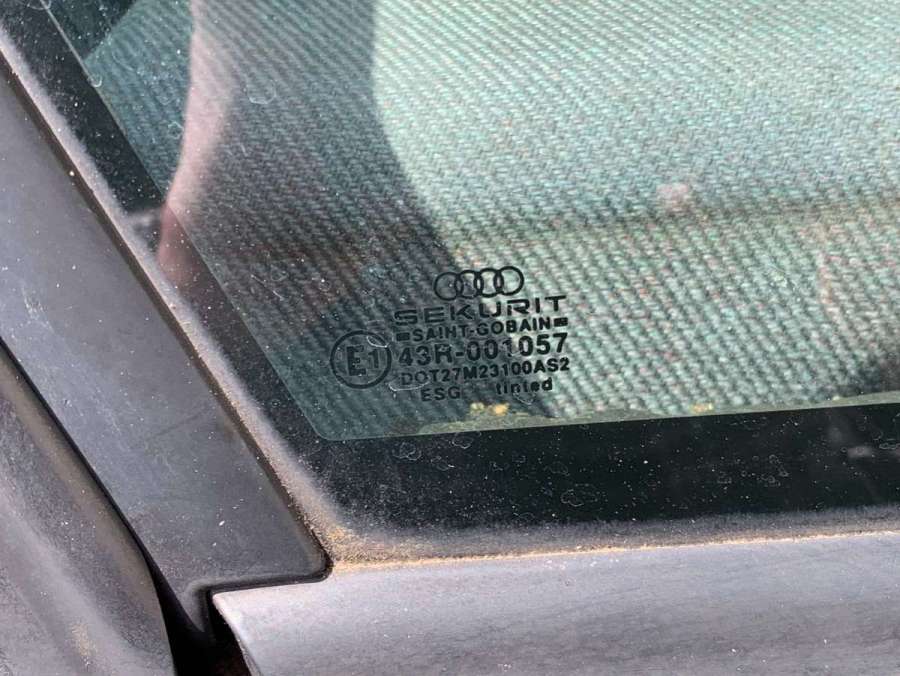 SEKURIT
SAINT-GOBAIN
E1 43R-001057
DOT27M23100AS2
ESG tinted